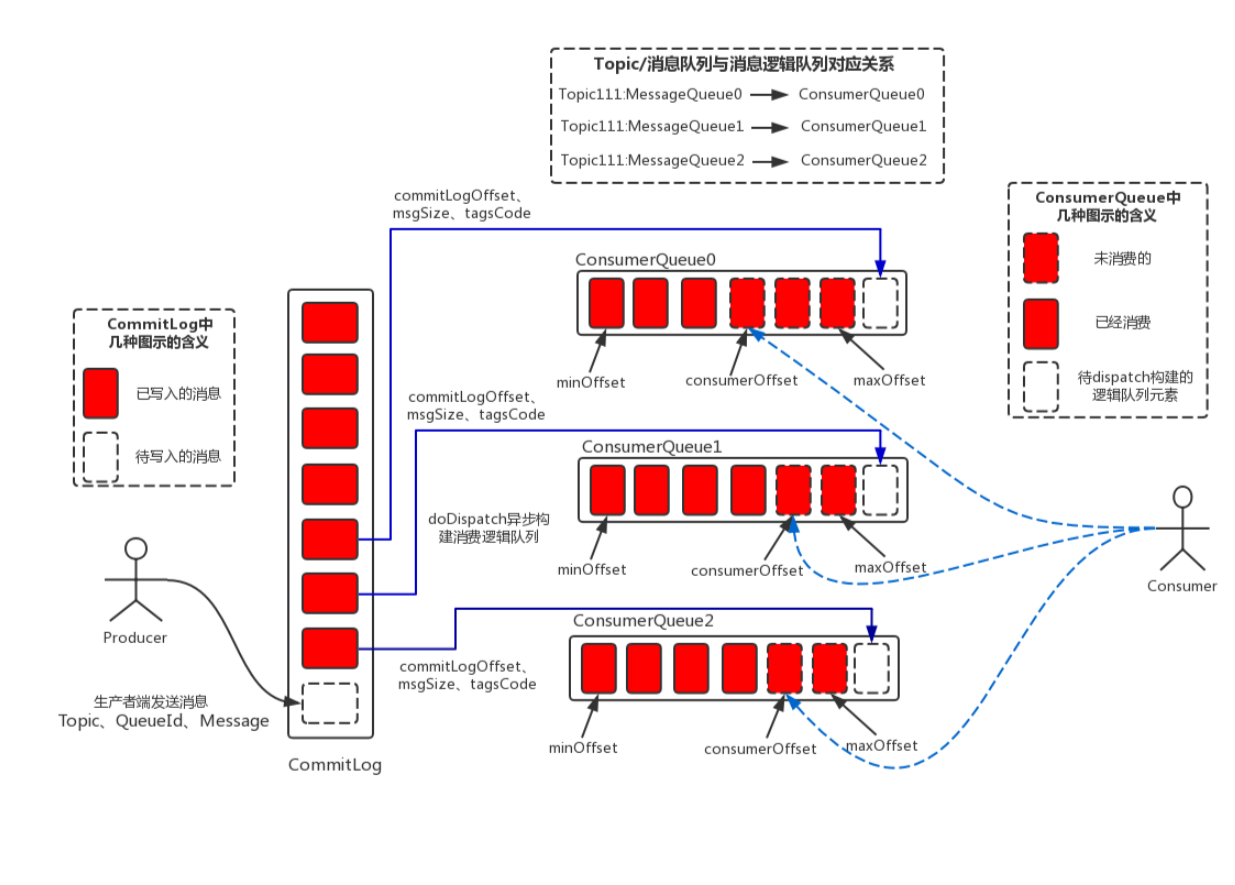 Topic/消息队列与消息逻辑队列对应关系
Topic111:MessageQueue0
ConsumerQueue0
Topic111:MessageQueue1
ConsumerQueue1
Topic111:MessageQueue2
ConsumerQueue2
commitLogOffset、
msgSize、tagsCode
ConsumerQueue中
几种图示的含义
未消费的
已经消费
待dispatch构建的
逻辑队列元素
ConsumerQueue0
minOffset
consumerOffset
maxOffset
CommitLog中
几种图示的含义
已写入的消息
待写入的消息
commitLogOffset、
msgSize、tagsCode
ConsumerQueue1
doDispatch异步构
建消费逻辑队列
minOffset
consumerOffset
maxOffset
Consumer
Producer
ConsumerQueue2
commitLogOffset、
msgSize、tagsCode
生产者端发送消息
Topic、QueueId、Message
minOffset
consumerOffset
maxOffset
CommitLog